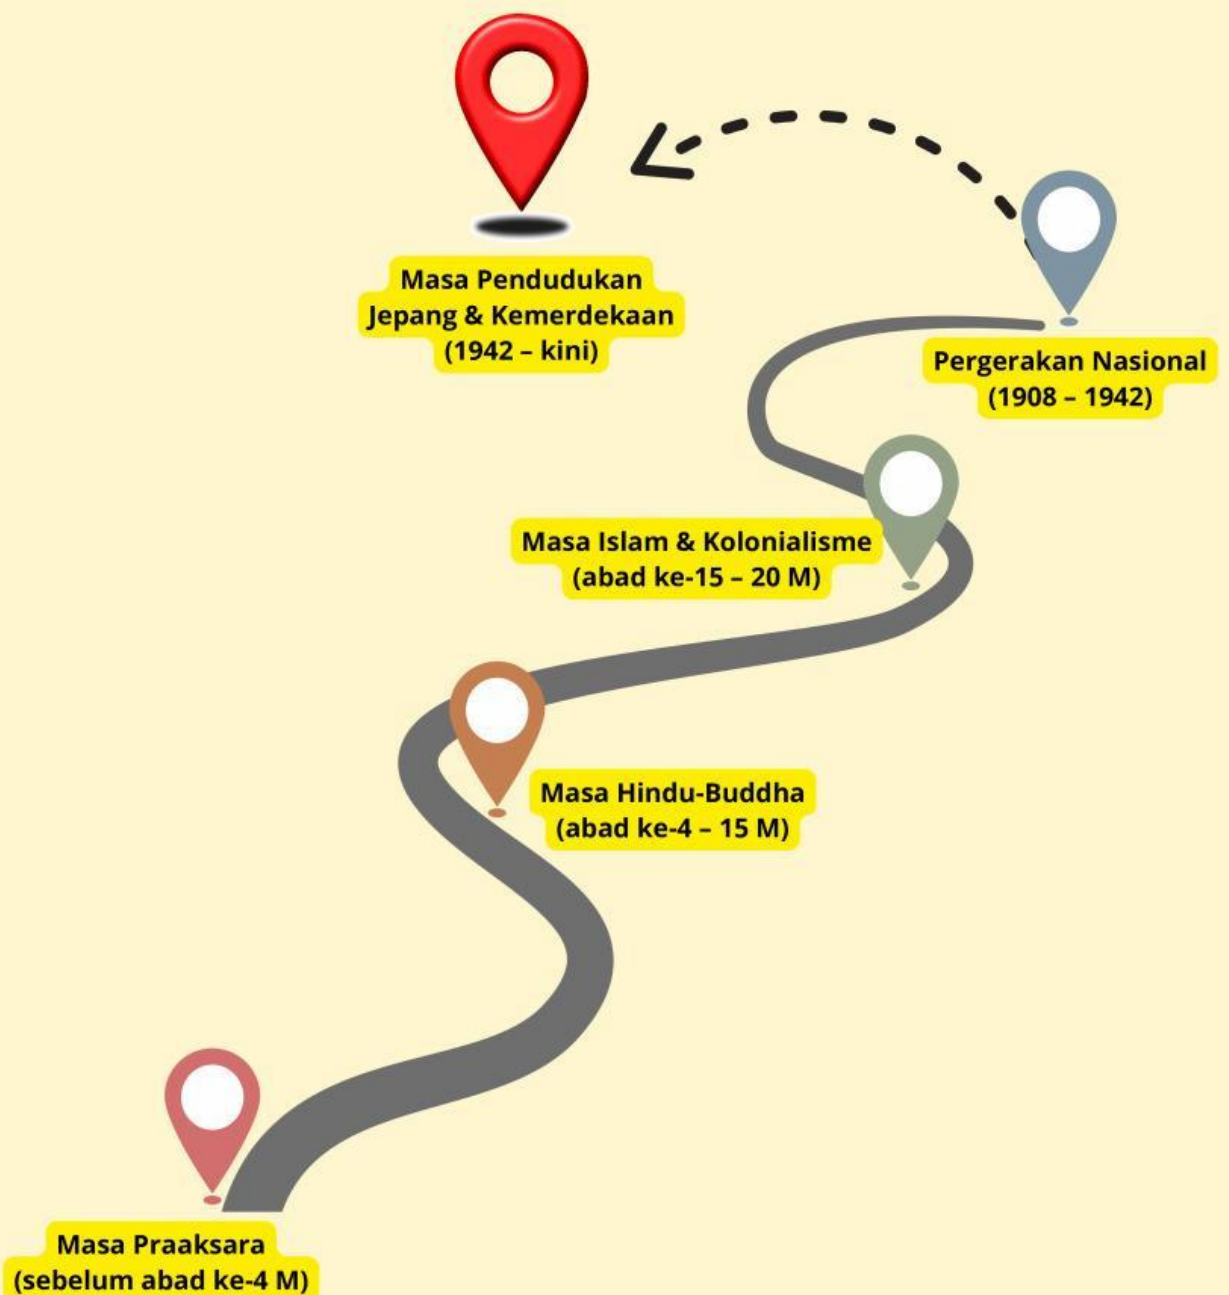 Masa Pendudukan
Jepang & Kemerdekaan
(1942 – kini)
Pergerakan Nasional
(1908 – 1942)
Masa Islam & Kolonialisme
(abad ke-15 – 20 M)
Masa Hindu-Buddha
(abad ke-4 – 15 M)
Masa Praaksara
(sebelum abad ke-4 M)